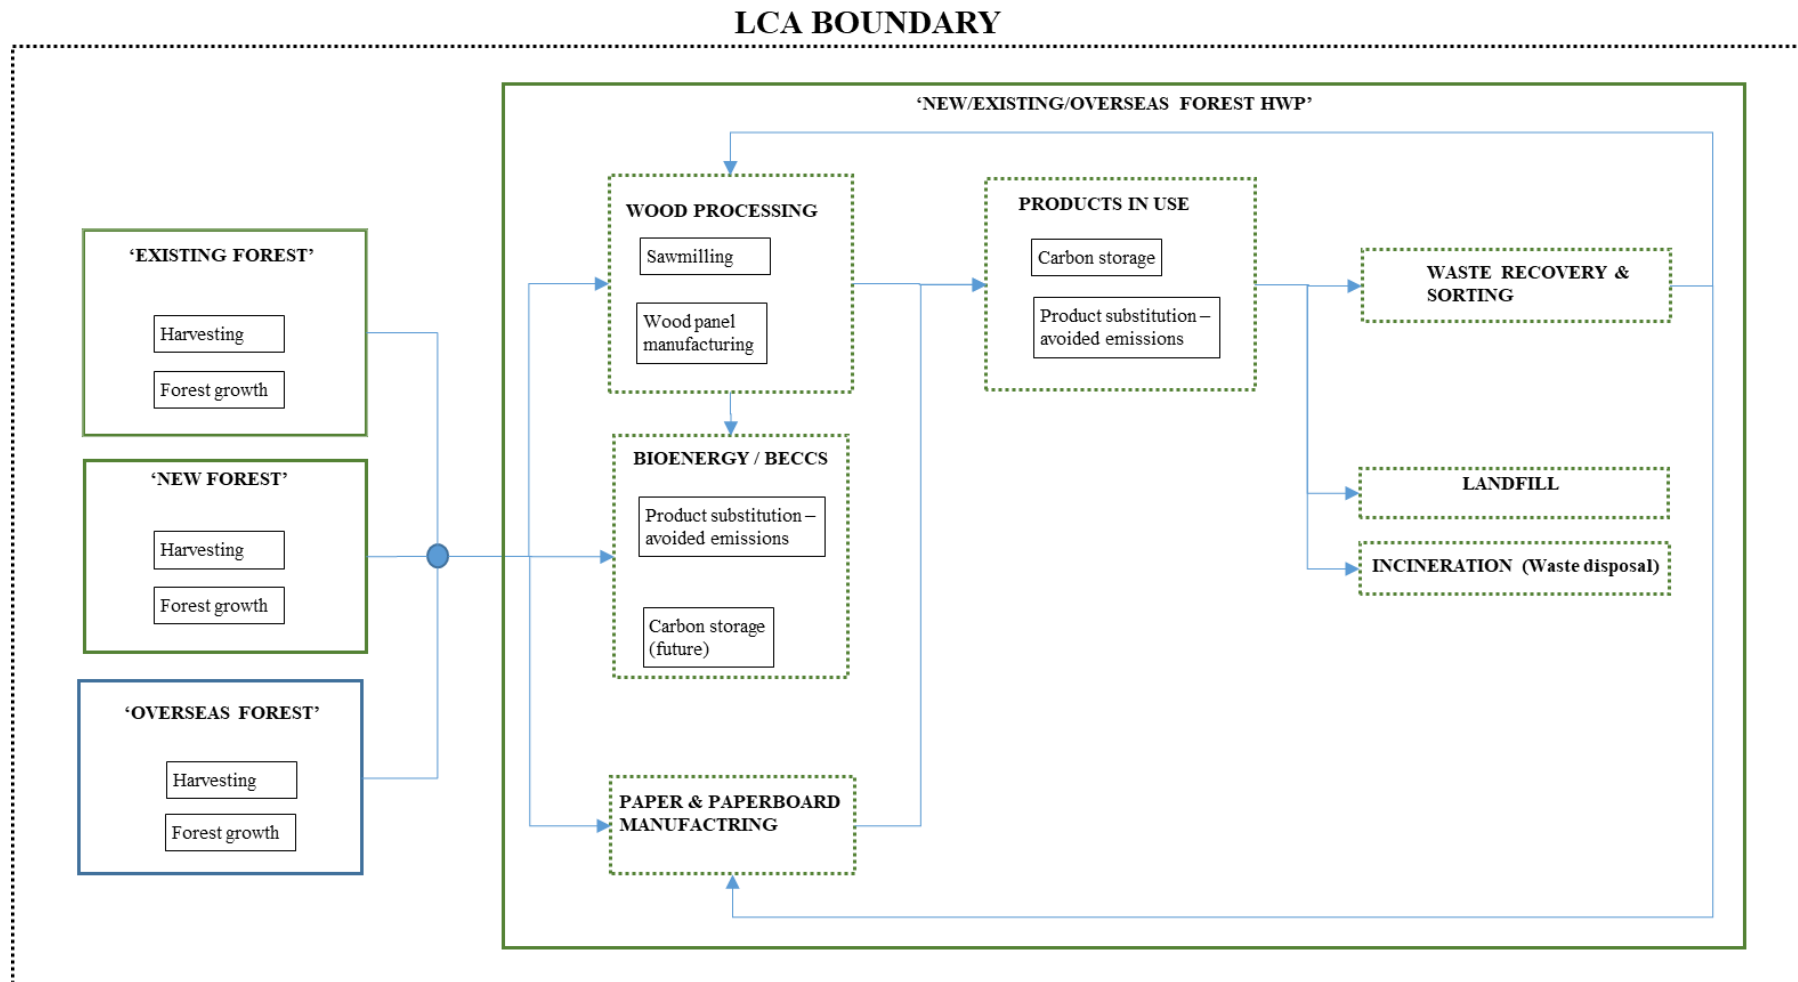 LCA BOUNDARY
‘NEW/EXISTING/OVERSEAS FOREST HWP’
‘EXISTING FOREST’
Harvesting
Forest growth
‘NEW FOREST’
Harvesting
Forest growth
‘OVERSEAS FOREST’
Harvesting
Forest growth
WOOD PROCESSING
Sawmilling
Wood panel
manufacturing
BIOENERGY / BECCS
Product substitution –
avoided emissions
Carbon storage
(future)
PAPER & PAPERBOARD
MANUFACTRING
PRODUCTS IN USE
Carbon storage
Product substitution –
avoided emissions
WASTE RECOVERY &
SORTING
LANDFILL
INCINERATION (Waste disposal)